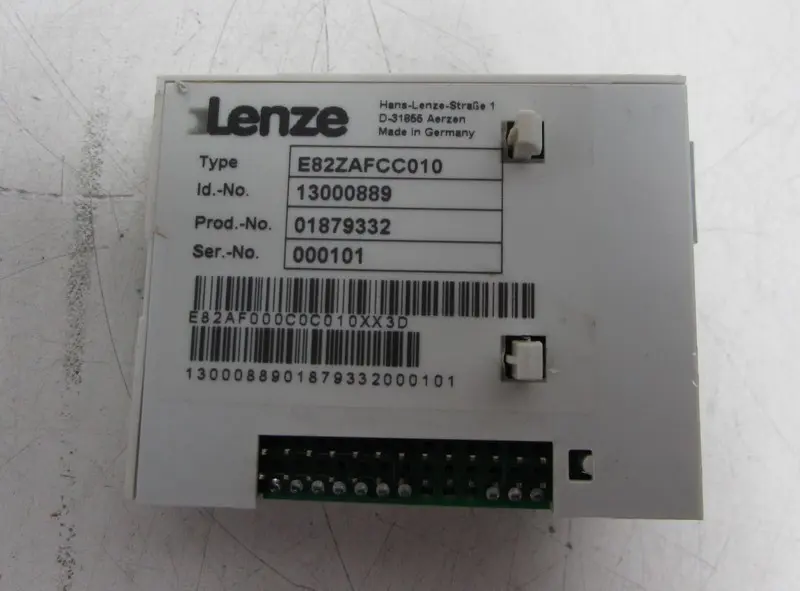 Lenze
Hans-Lenze-Straße 1
D-31855 Aerzen
Made in Germany
Type E82ZAFCC010
Id.-No. 13000889
Prod.-No. 01879332
Ser.-No. 000101
E82AF000C0C010XX3D
1300088901879332000101